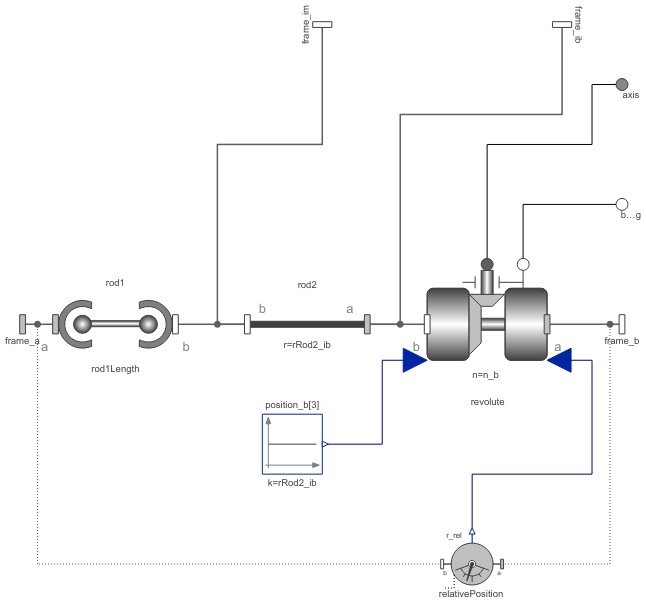 frame_im
frame_ib
axis
b...g
rod1
rod2
b
a
frame_a
a
b
rod1Length
r=rRod2_ib
b
a
frame_b
n=n_b
revolute
position_b[3]
k=rRod2_ib
r_rel
b
a
relativePosition